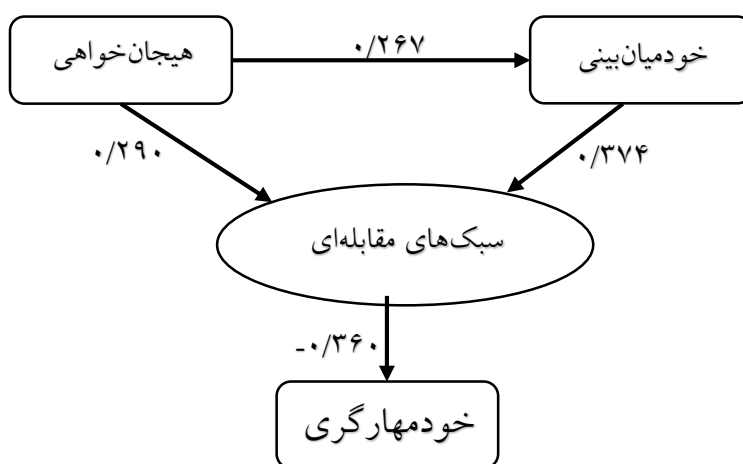 هیجان‌خواهی
۰/۲۶۷
خودمیان‌بینی
۰/۲۹۰
۰/۳۷۴
سبک‌های مقابله‌ای
-۰/۳۶۰
خودمهارگری